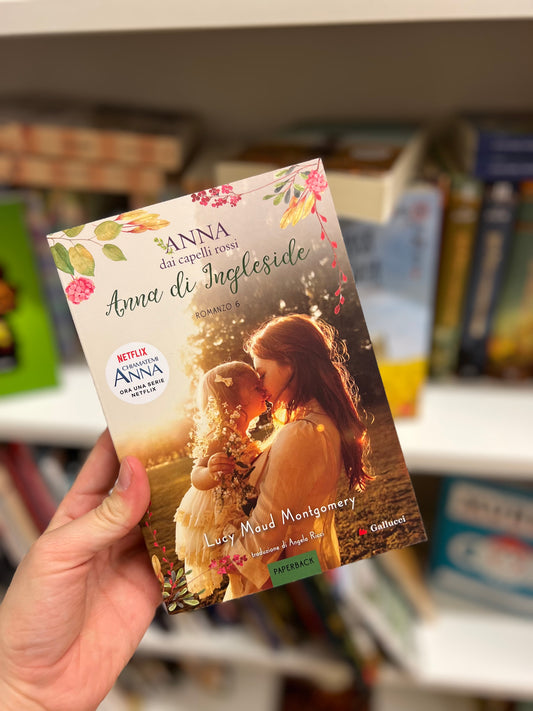 ANNA
dai capelli rossi
Anna di Ingleside
ROMANZO 6
NETFLIX
CHIAMATEMI
ANNA
ORA UNA SERIE
NETFLIX
Lucy Maud Montgomery
traduzione di Angela Ricci
Gallucci
PAPERBACK